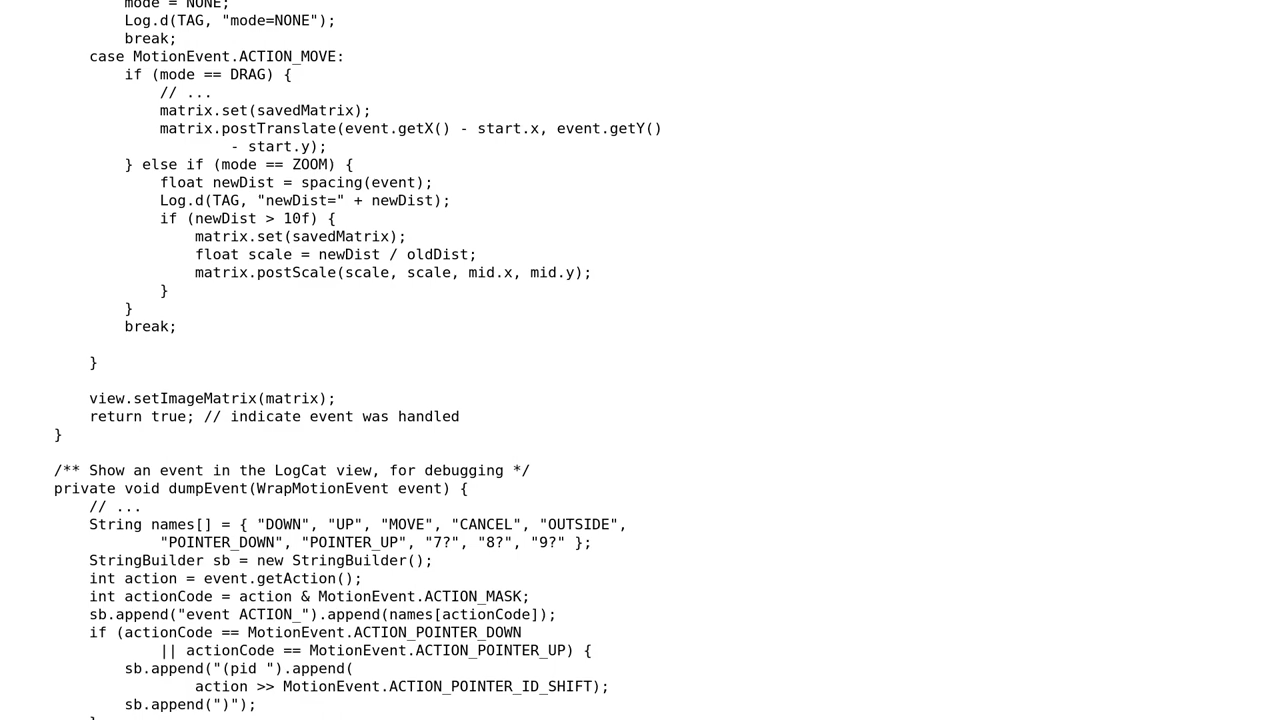 mode = NONE;
Log.d(TAG, "mode=NONE");
break;
case MotionEvent.ACTION_MOVE:
if (mode == DRAG) {
// ...
matrix.set(savedMatrix);
matrix.postTranslate(event.getX() - start.x, event.getY()
- start.y);
} else if (mode == ZOOM) {
float newDist = spacing(event);
Log.d(TAG, "newDist=" + newDist);
if (newDist > 10f) {
matrix.set(savedMatrix);
float scale = newDist / oldDist;
matrix.postScale(scale, scale, mid.x, mid.y);
}
}
break;
}
view.setImageMatrix(matrix);
return true; // indicate event was handled
}
/** Show an event in the LogCat view, for debugging */
private void dumpEvent(WrapMotionEvent event) {
// ...
String names[] = { "DOWN", "UP", "MOVE", "CANCEL", "OUTSIDE",
"POINTER_DOWN", "POINTER_UP", "7?", "8?", "9?" };
StringBuilder sb = new StringBuilder();
int action = event.getAction();
int actionCode = action & MotionEvent.ACTION_MASK;
sb.append("event ACTION_").append(names[actionCode]);
if (actionCode == MotionEvent.ACTION_POINTER_DOWN
|| actionCode == MotionEvent.ACTION_POINTER_UP) {
sb.append("(pid ").append(
action >> MotionEvent.ACTION_POINTER_ID_SHIFT);
sb.append(")");
}